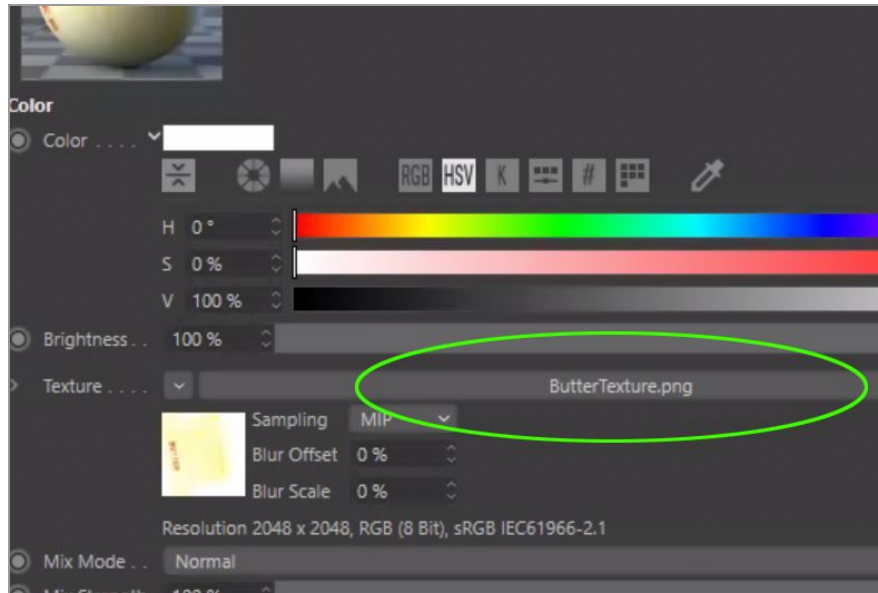 Color
Color . . . .
RGB HSV K #
H 0 °
S 0 %
V 100 %
Brightness . . 100 %
Texture . . . . ButterTexture.png
Sampling MIP
Blur Offset 0 %
Blur Scale 0 %
Resolution 2048 x 2048, RGB (8 Bit), sRGB IEC61966-2.1
Mix Mode . . Normal